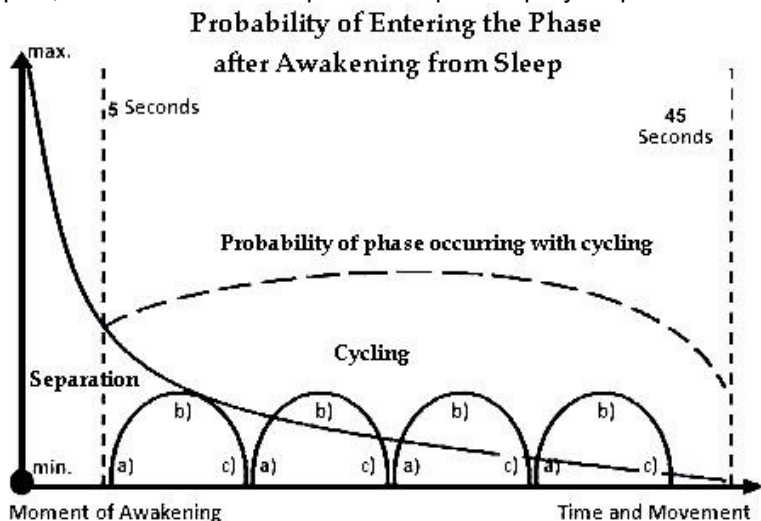 Probability of Entering the Phase
after Awakening from Sleep
max.
5 Seconds
45
Seconds
Probability of phase occurring with cycling
Cycling
Separation
b) b) b) b)
min. a) c) a) c) a) c) a) c)
Moment of Awakening Time and Movement